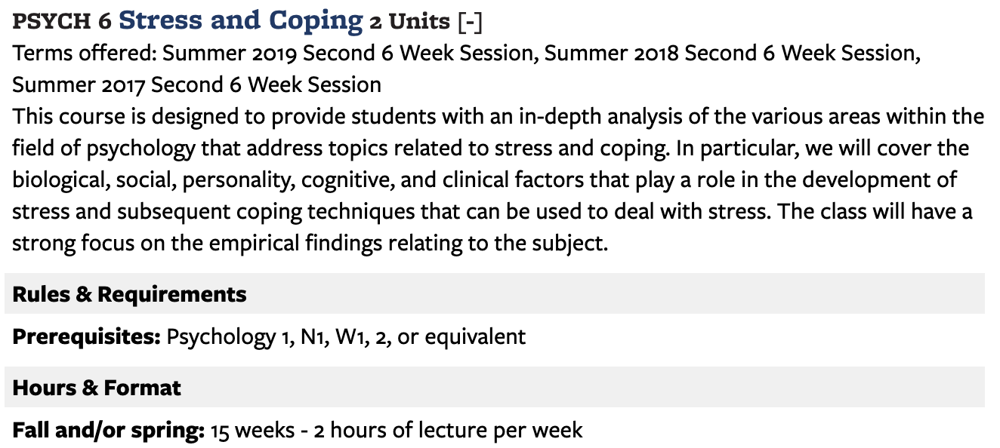 PSYCH 6 Stress and Coping 2 Units [-]
Terms offered: Summer 2019 Second 6 Week Session, Summer 2018 Second 6 Week Session,
Summer 2017 Second 6 Week Session
This course is designed to provide students with an in-depth analysis of the various areas within the
field of psychology that address topics related to stress and coping. In particular, we will cover the
biological, social, personality, cognitive, and clinical factors that play a role in the development of
stress and subsequent coping techniques that can be used to deal with stress. The class will have a
strong focus on the empirical findings relating to the subject.
Rules & Requirements
Prerequisites: Psychology 1, N1, W1, 2, or equivalent
Hours & Format
Fall and/or spring: 15 weeks - 2 hours of lecture per week